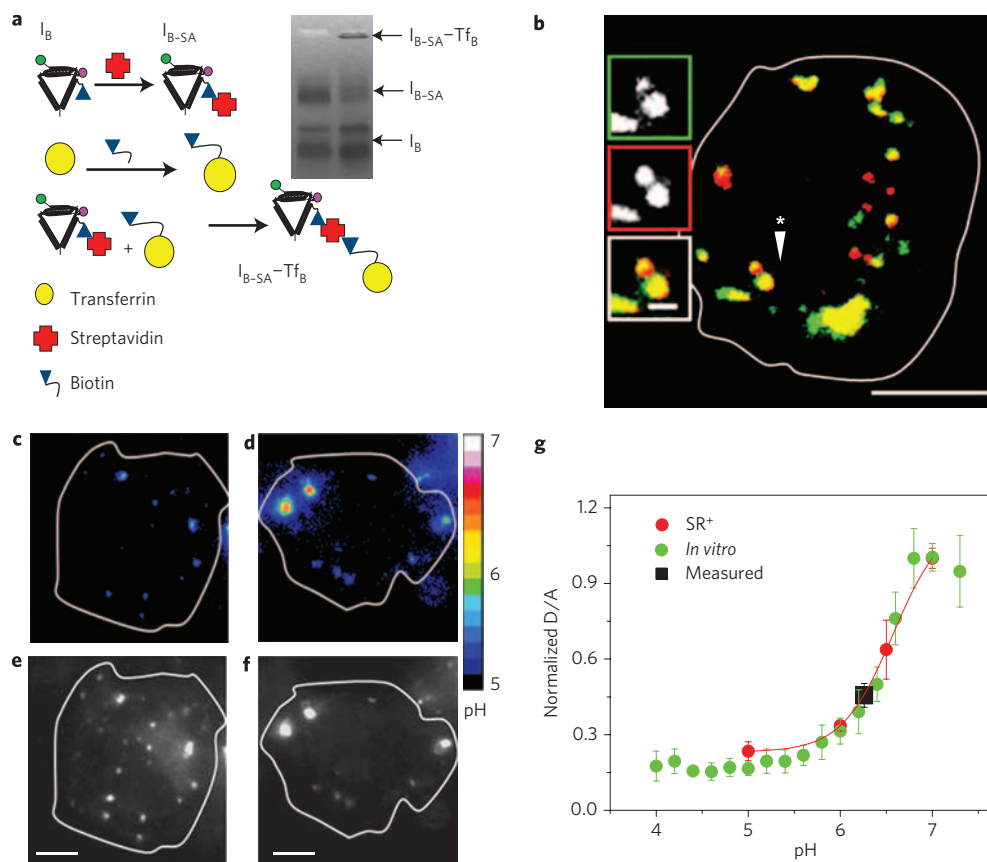 a
I_B
I_B–SA
I_B–SA–Tf_B
I_B–SA
I_B
+
I_B–SA–Tf_B
Transferrin
Streptavidin
Biotin
b
*
c
d
7
6
5
pH
e
f
g
1.2
0.9
0.6
0.3
0.0
Normalized D/A
SR⁺
In vitro
Measured
4 5 6 7
pH